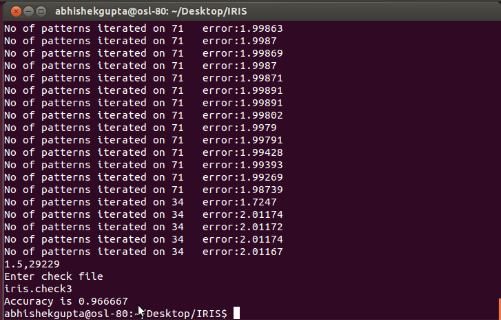 abhishekgupta@osl-80: ~/Desktop/IRIS
No of patterns iterated on 71 error:1.99863
No of patterns iterated on 71 error:1.9987
No of patterns iterated on 71 error:1.99869
No of patterns iterated on 71 error:1.9987
No of patterns iterated on 71 error:1.99871
No of patterns iterated on 71 error:1.99891
No of patterns iterated on 71 error:1.99891
No of patterns iterated on 71 error:1.99802
No of patterns iterated on 71 error:1.9979
No of patterns iterated on 71 error:1.99791
No of patterns iterated on 71 error:1.99428
No of patterns iterated on 71 error:1.99393
No of patterns iterated on 71 error:1.99269
No of patterns iterated on 71 error:1.98739
No of patterns iterated on 34 error:1.7247
No of patterns iterated on 34 error:2.01174
No of patterns iterated on 34 error:2.01172
No of patterns iterated on 34 error:2.01174
No of patterns iterated on 34 error:2.01167
1.5,29229
Enter check file
iris.check3
Accuracy is 0.966667
abhishekgupta@osl-80:~/Desktop/IRIS$